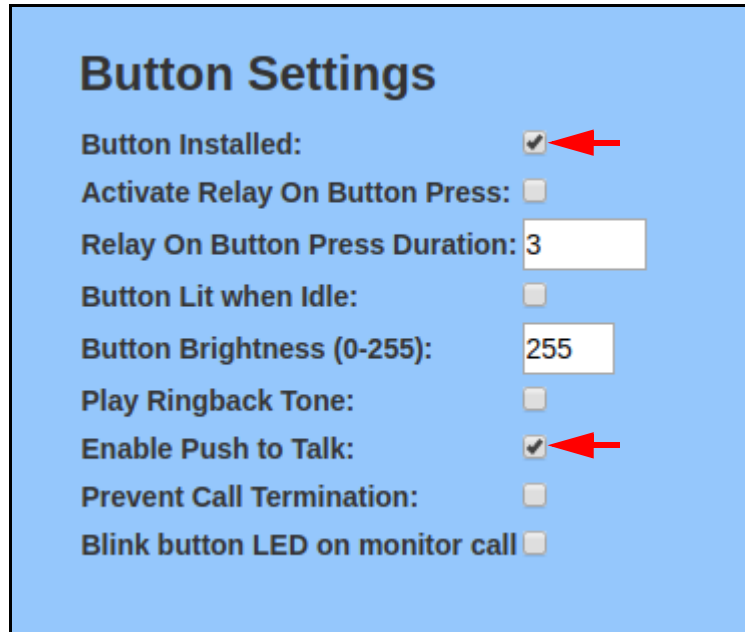 Button Settings
Button Installed:
Activate Relay On Button Press:
Relay On Button Press Duration: 3
Button Lit when Idle:
Button Brightness (0-255): 255
Play Ringback Tone:
Enable Push to Talk:
Prevent Call Termination:
Blink button LED on monitor call